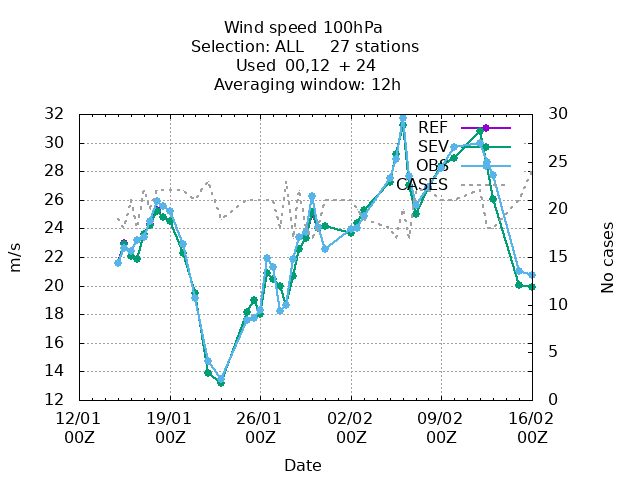 Wind speed 100hPa
Selection: ALL 27 stations
Used 00,12 + 24
Averaging window: 12h
32
30
28
26
24
22
20
18
16
14
12
30
25
20
15
10
5
0
REF
SEV
OBS
CASES
m/s
No cases
12/01 19/01 26/01 02/02 09/02 16/02
00Z 00Z 00Z 00Z 00Z 00Z
Date